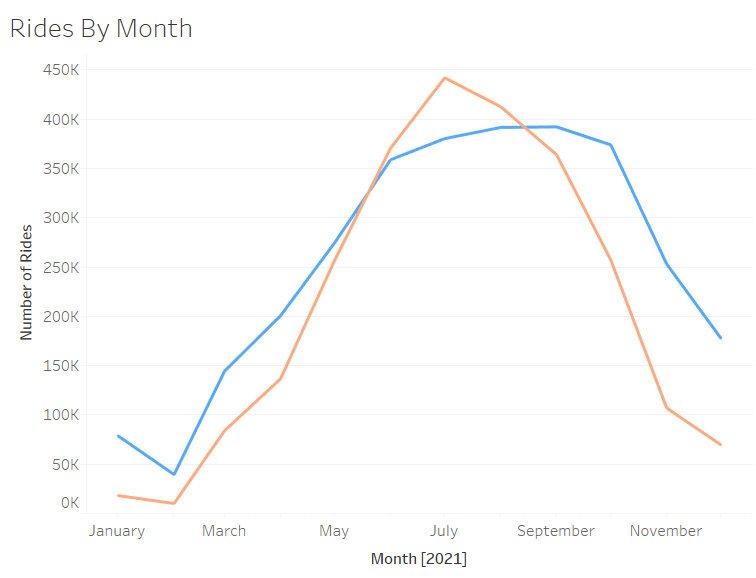 Rides By Month
450K
400K
350K
300K
250K
200K
150K
100K
50K
0K
Number of Rides
January March May July September November
Month [2021]